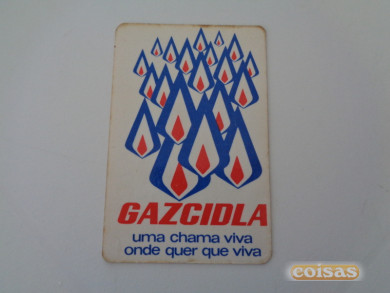 GAZCIDLA
uma chama viva
onde quer que viva
coisas